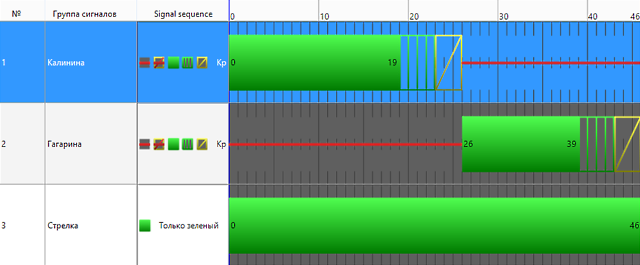 № Группа сигналов Signal sequence 0 10 20 30 40 46
1 Калинина Кр 0 19
2 Гагарина Кр 26 39
3 Стрелка Только зеленый 0 46